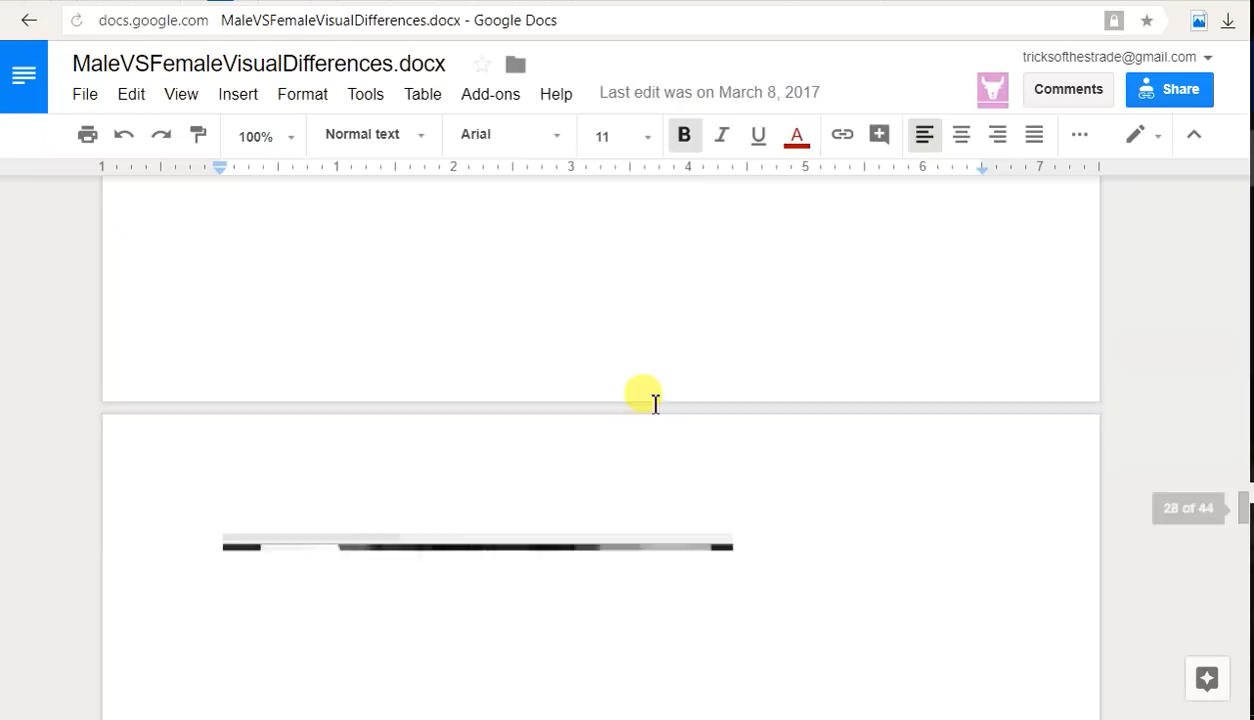 docs.google.com MaleVSFemaleVisualDifferences.docx - Google Docs
MaleVSFemaleVisualDifferences.docx
tricksofthestrade@gmail.com
File Edit View Insert Format Tools Table Add-ons Help Last edit was on March 8, 2017
Comments Share
100% Normal text Arial 11 B I U A
1 1 2 3 4 5 6 7
28 of 44